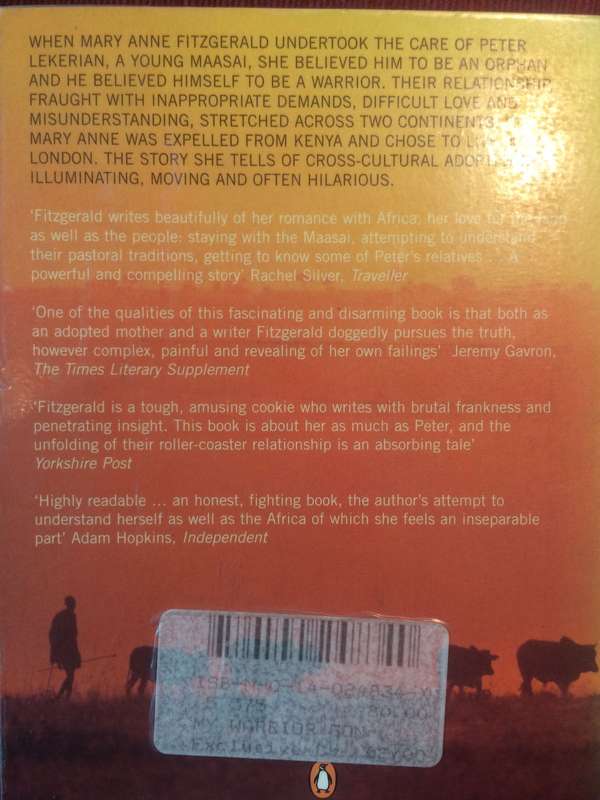 WHEN MARY ANNE FITZGERALD UNDERTOOK THE CARE OF PETER
LEKERIAN, A YOUNG MAASAI, SHE BELIEVED HIM TO BE AN ORPHAN
AND HE BELIEVED HIMSELF TO BE A WARRIOR. THEIR RELATIONSHIP,
FRAUGHT WITH INAPPROPRIATE DEMANDS, DIFFICULT LOVE AND
MISUNDERSTANDING, STRETCHED ACROSS TWO CONTINENTS
MARY ANNE WAS EXPELLED FROM KENYA AND CHOSE TO
LONDON. THE STORY SHE TELLS OF CROSS-CULTURAL
ILLUMINATING, MOVING AND OFTEN HILARIOUS.
'Fitzgerald writes beautifully of her romance with Africa; her love for the land
as well as the people: staying with the Maasai, attempting to understand
their pastoral traditions, getting to know some of Peter's relatives ... A
powerful and compelling story' Rachel Silver, Traveller
'One of the qualities of this fascinating and disarming book is that both as
an adopted mother and a writer Fitzgerald doggedly pursues the truth,
however complex, painful and revealing of her own failings' Jeremy Gavron,
The Times Literary Supplement
'Fitzgerald is a tough, amusing cookie who writes with brutal frankness and
penetrating insight. This book is about her as much as Peter, and the
unfolding of their roller-coaster relationship is an absorbing tale'
Yorkshire Post
'Highly readable ... an honest, fighting book, the author's attempt to
understand herself as well as the Africa of which she feels an inseparable
part' Adam Hopkins, Independent
MY WARRIOR SON